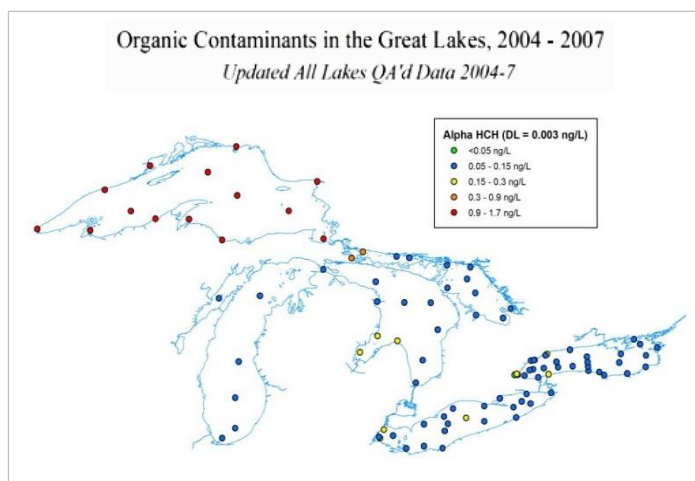 Organic Contaminants in the Great Lakes, 2004 - 2007
Updated All Lakes QA'd Data 2004-7
Alpha HCH (DL = 0.003 ng/L)
<0.05 ng/L
0.05 - 0.15 ng/L
0.15 - 0.3 ng/L
0.3 - 0.9 ng/L
0.9 - 1.7 ng/L